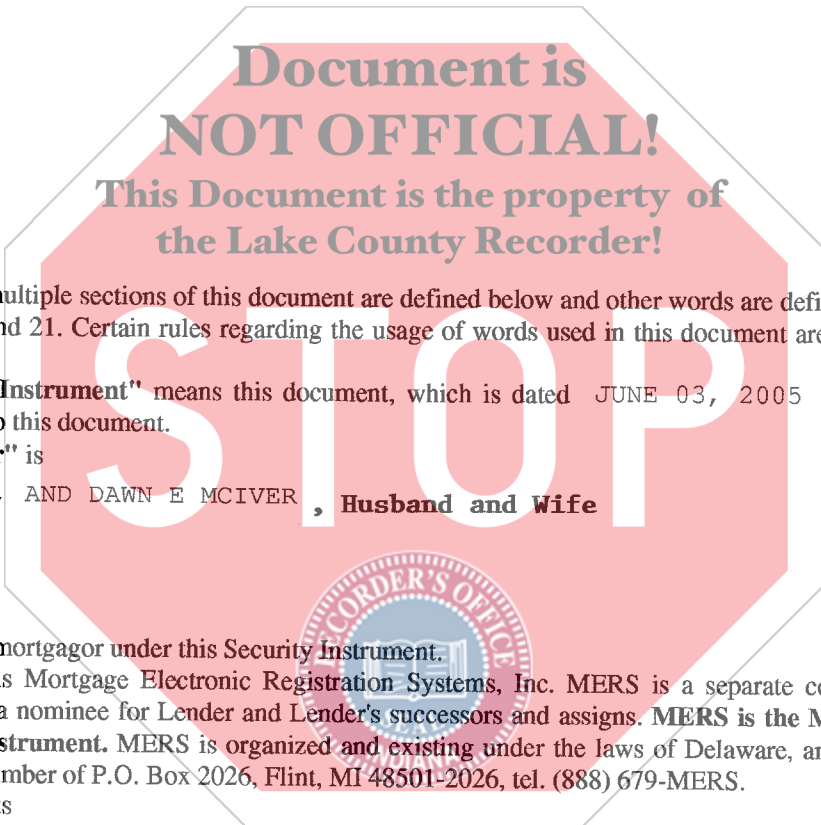 Document is
NOT OFFICIAL!
This Document is the property of
the Lake County Recorder!
ultiple sections of this document are defined below and other words are defi
nd 21. Certain rules regarding the usage of words used in this document are
STOP
Instrument" means this document, which is dated JUNE 03, 2005
this document.
" is
AND DAWN E MCIVER , Husband and Wife
RECORDER'S OFFICE
SEAL
INDIANA
mortgagor under this Security Instrument.
s Mortgage Electronic Registration Systems, Inc. MERS is a separate co
a nominee for Lender and Lender's successors and assigns. MERS is the M
strument. MERS is organized and existing under the laws of Delaware, an
mber of P.O. Box 2026, Flint, MI 48501-2026, tel. (888) 679-MERS.
s